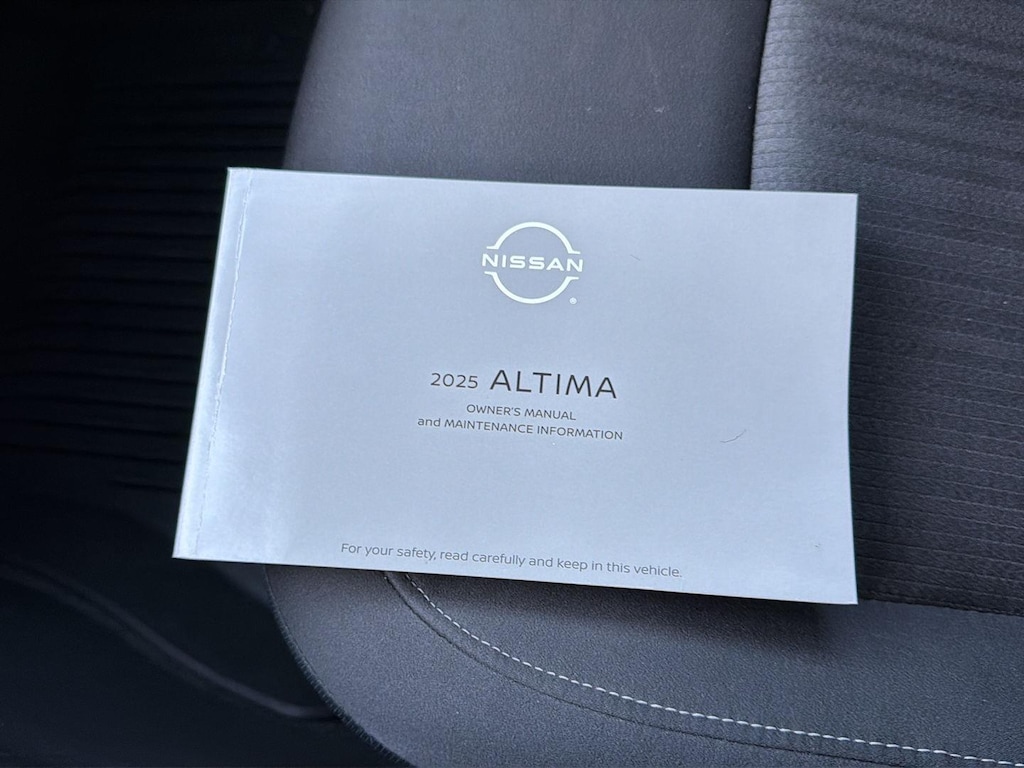 NISSAN
®
2025 ALTIMA
OWNER'S MANUAL
and MAINTENANCE INFORMATION
For your safety, read carefully and keep in this vehicle.